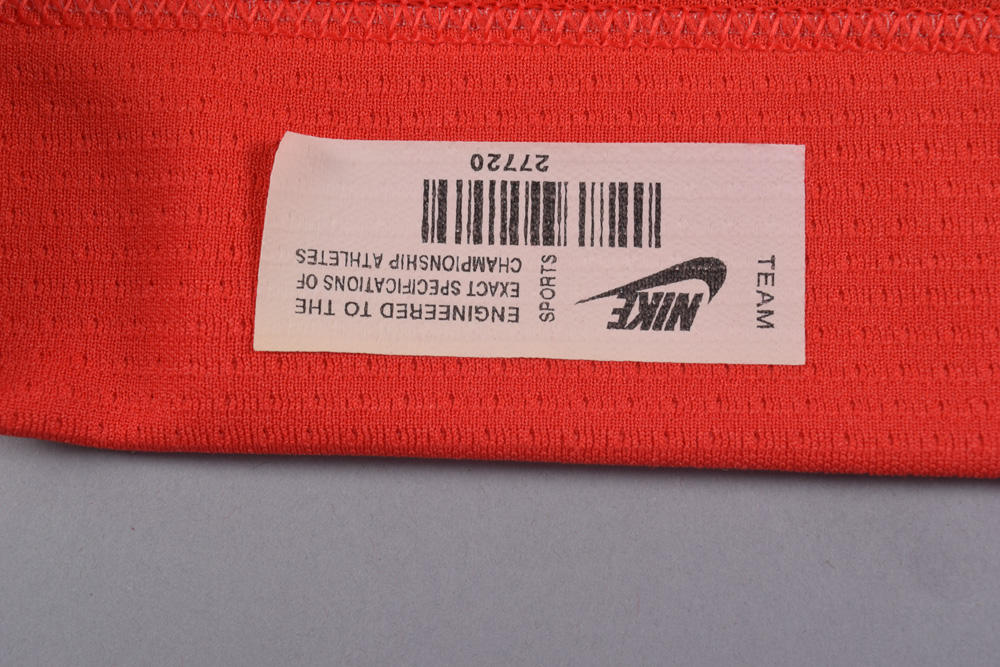 TEAM
NIKE
SPORTS
ENGINEERED TO THE
EXACT SPECIFICATIONS OF
CHAMPIONSHIP ATHLETES
27720